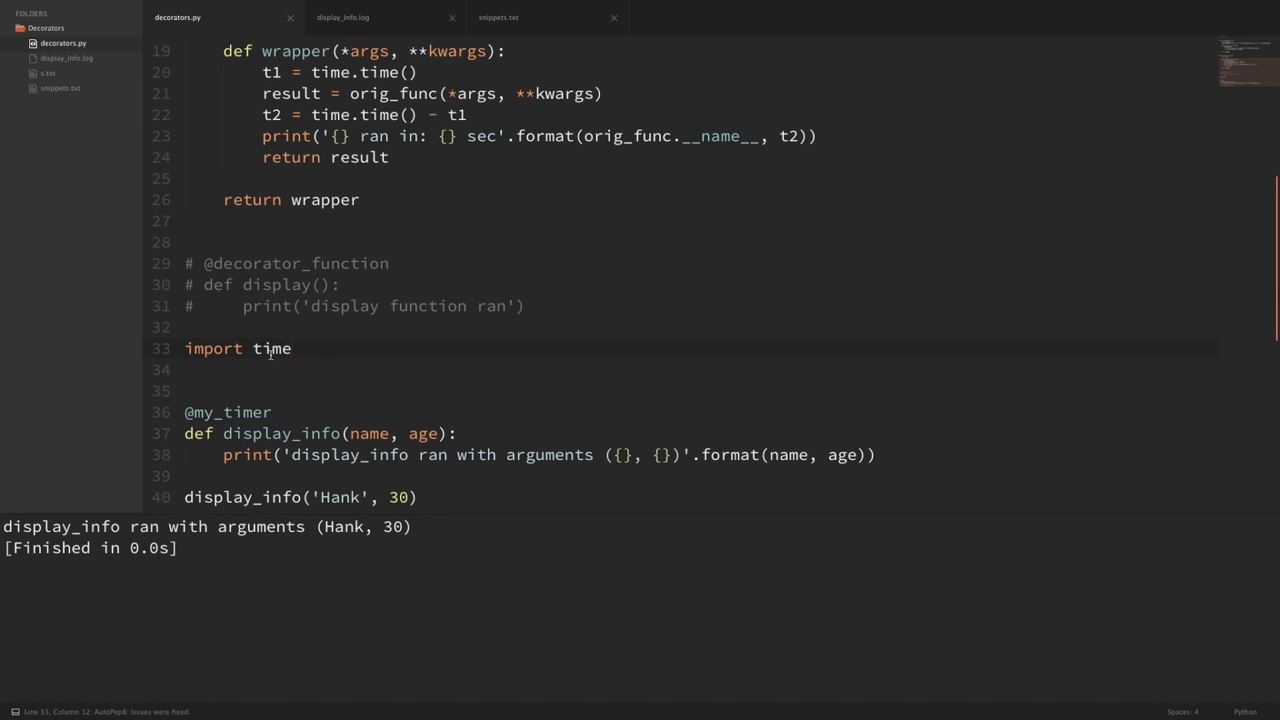 FOLDERS
Decorators
decorators.py
display_info.log
s.txt
snippets.txt
decorators.py
display_info.log
snippets.txt
19     def wrapper(*args, **kwargs):
20         t1 = time.time()
21         result = orig_func(*args, **kwargs)
22         t2 = time.time() - t1
23         print('{} ran in: {} sec'.format(orig_func.__name__, t2))
24         return result
25
26     return wrapper
27
28
29 # @decorator_function
30 # def display():
31 #     print('display function ran')
32
33 import time
34
35
36 @my_timer
37 def display_info(name, age):
38     print('display_info ran with arguments ({}, {})'.format(name, age))
39
40 display_info('Hank', 30)
display_info ran with arguments (Hank, 30)
[Finished in 0.0s]
Line 33, Column 12; AutoPep8: Issues were fixed.
Spaces: 4
Python